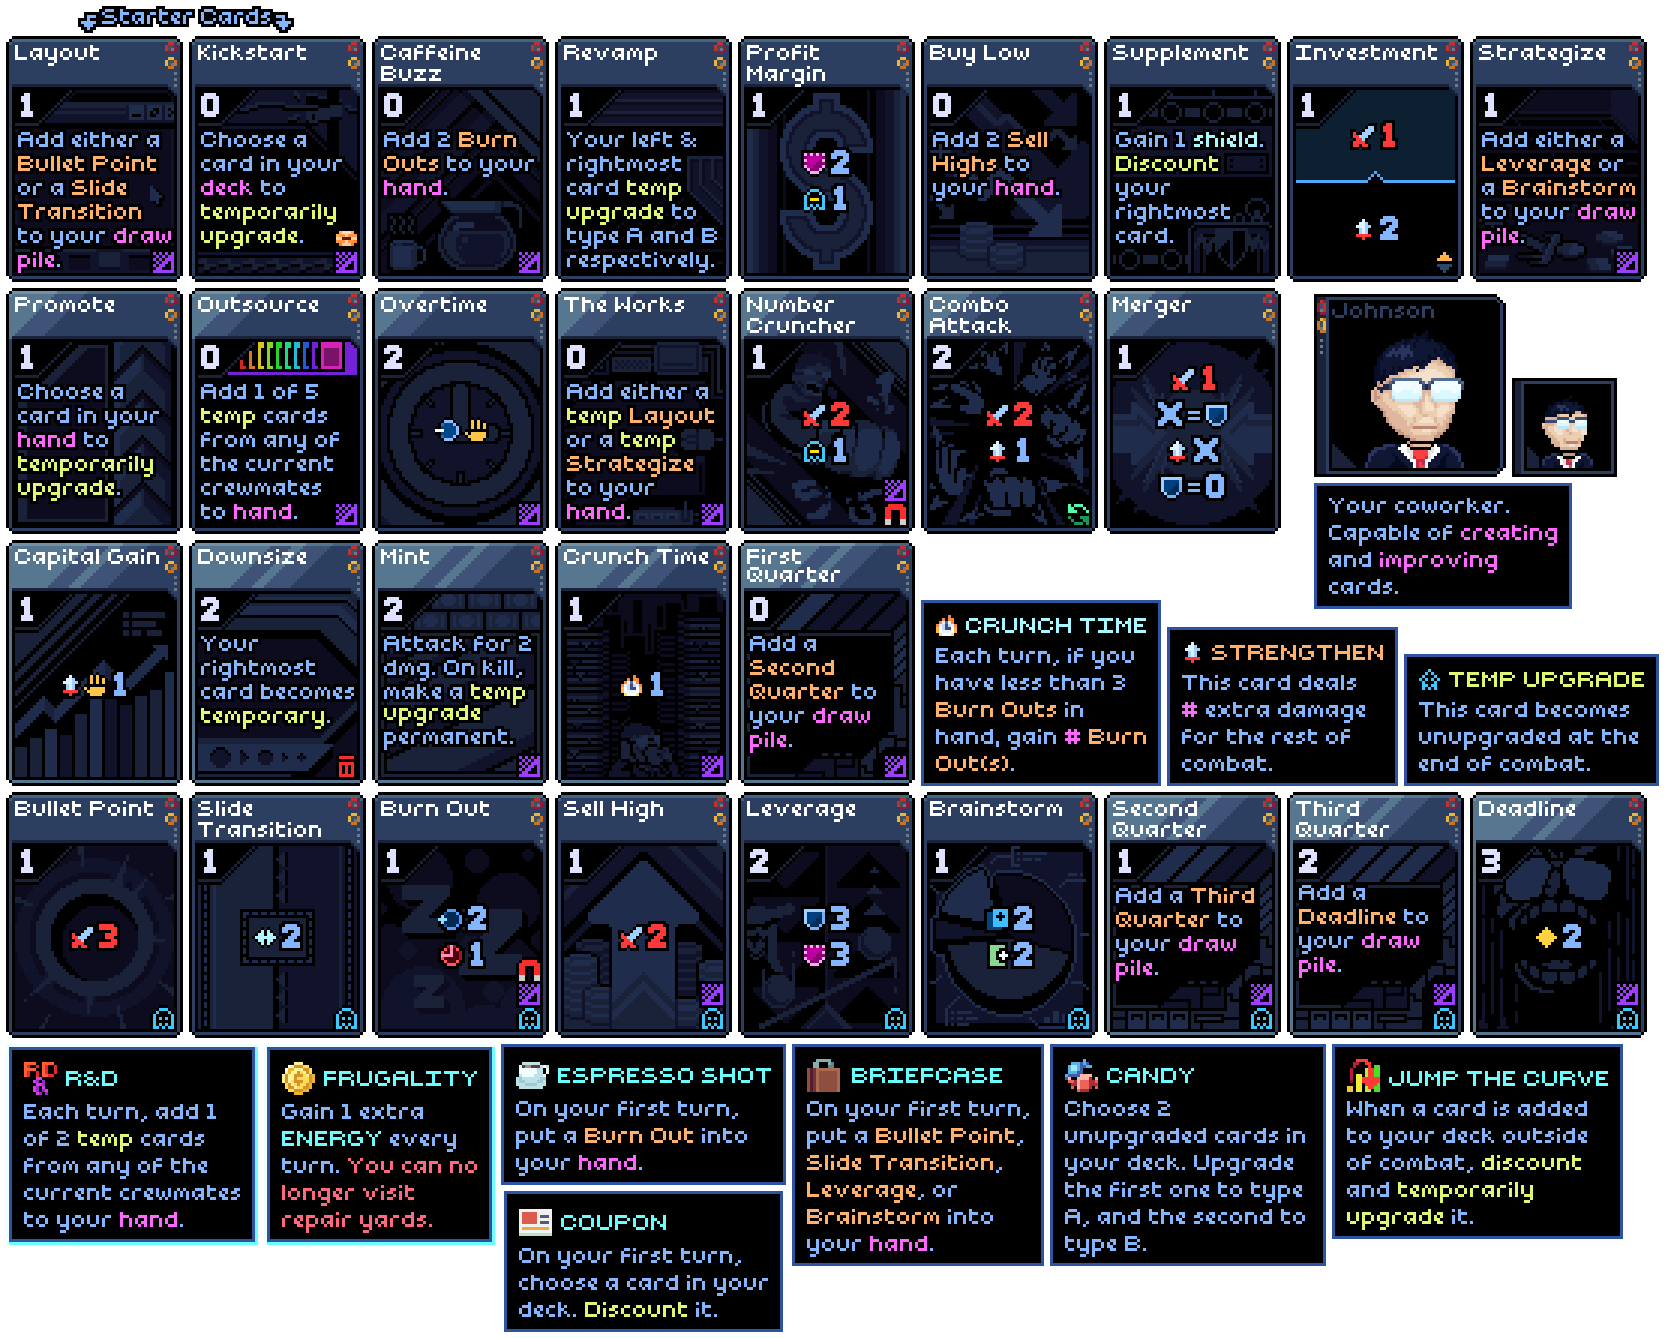 Starter Cards
Layout
1
Add either a
Bullet Point
or a Slide
Transition
to your draw
pile.
Kickstart
0
Choose a
card in your
deck to
temporarily
upgrade.
Caffeine
Buzz
0
Add 2 Burn
Outs to your
hand.
Revamp
1
Your left &
rightmost
card temp
upgrade to
type A and B
respectively.
Profit
Margin
1
2
1
Buy Low
0
Add 2 Sell
Highs to
your hand.
Supplement
1
Gain 1 shield.
Discount
your
rightmost
card.
Investment
1
1
2
Strategize
1
Add either a
Leverage or
a Brainstorm
to your draw
pile.
Promote
1
Choose a
card in your
hand to
temporarily
upgrade.
Outsource
0
Add 1 of 5
temp cards
from any of
the current
crewmates
to hand.
Overtime
2
The Works
0
Add either a
temp Layout
or a temp
Strategize
to your
hand.
Number
Cruncher
1
2
1
Combo
Attack
2
2
1
Merger
1
1
X=
X
=0
Johnson
Your coworker.
Capable of creating
and improving
cards.
Capital Gain
1
1
Downsize
2
Your
rightmost
card becomes
temporary.
Mint
2
Attack for 2
dmg. On kill,
make a temp
upgrade
permanent.
Crunch Time
1
1
First
Quarter
0
Add a
Second
Quarter to
your draw
pile.
CRUNCH TIME
Each turn, if you
have less than 3
Burn Outs in
hand, gain # Burn
Out(s).
STRENGTHEN
This card deals
# extra damage
for the rest of
combat.
TEMP UPGRADE
This card becomes
unupgraded at the
end of combat.
Bullet Point
1
3
Slide
Transition
1
2
Burn Out
1
2
1
Sell High
1
2
Leverage
2
3
3
Brainstorm
1
2
2
Second
Quarter
1
Add a Third
Quarter to
your draw
pile.
Third
Quarter
2
Add a
Deadline to
your draw
pile.
Deadline
3
2
R&D
Each turn, add 1
of 2 temp cards
from any of the
current crewmates
to your hand.
FRUGALITY
Gain 1 extra
ENERGY every
turn. You can no
longer visit
repair yards.
ESPRESSO SHOT
On your first turn,
put a Burn Out into
your hand.
COUPON
On your first turn,
choose a card in your
deck. Discount it.
BRIEFCASE
On your first turn,
put a Bullet Point,
Slide Transition,
Leverage, or
Brainstorm into
your hand.
CANDY
Choose 2
unupgraded cards in
your deck. Upgrade
the first one to type
A, and the second to
type B.
JUMP THE CURVE
When a card is added
to your deck outside
of combat, discount
and temporarily
upgrade it.